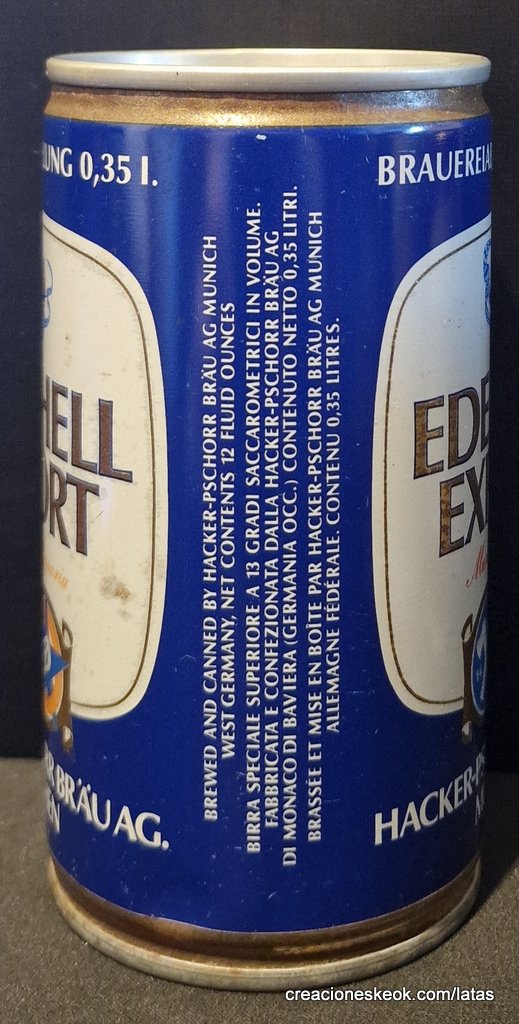 UNG 0,35 l.
HELL
ORT
R BRÄU AG.
EN
BREWED AND CANNED BY HACKER-PSCHORR BRÄU AG MUNICH
WEST GERMANY, NET CONTENTS 12 FLUID OUNCES
BIRRA SPECIALE SUPERIORE A 13 GRADI SACCAROMETRICI IN VOLUME.
FABBRICATA E CONFEZIONATA DALLA HACKER-PSCHORR BRÄU AG
DI MONACO DI BAVIERA (GERMANIA OCC.) CONTENUTO NETTO 0,35 LITRI.
BRASSÉE ET MISE EN BOÎTE PAR HACKER-PSCHORR BRÄU AG MUNICH
ALLEMAGNE FÉDÉRALE. CONTENU 0,35 LITRES.
BRAUEREIA
EDE
EX
HACKER-P
creacioneskeok.com/latas